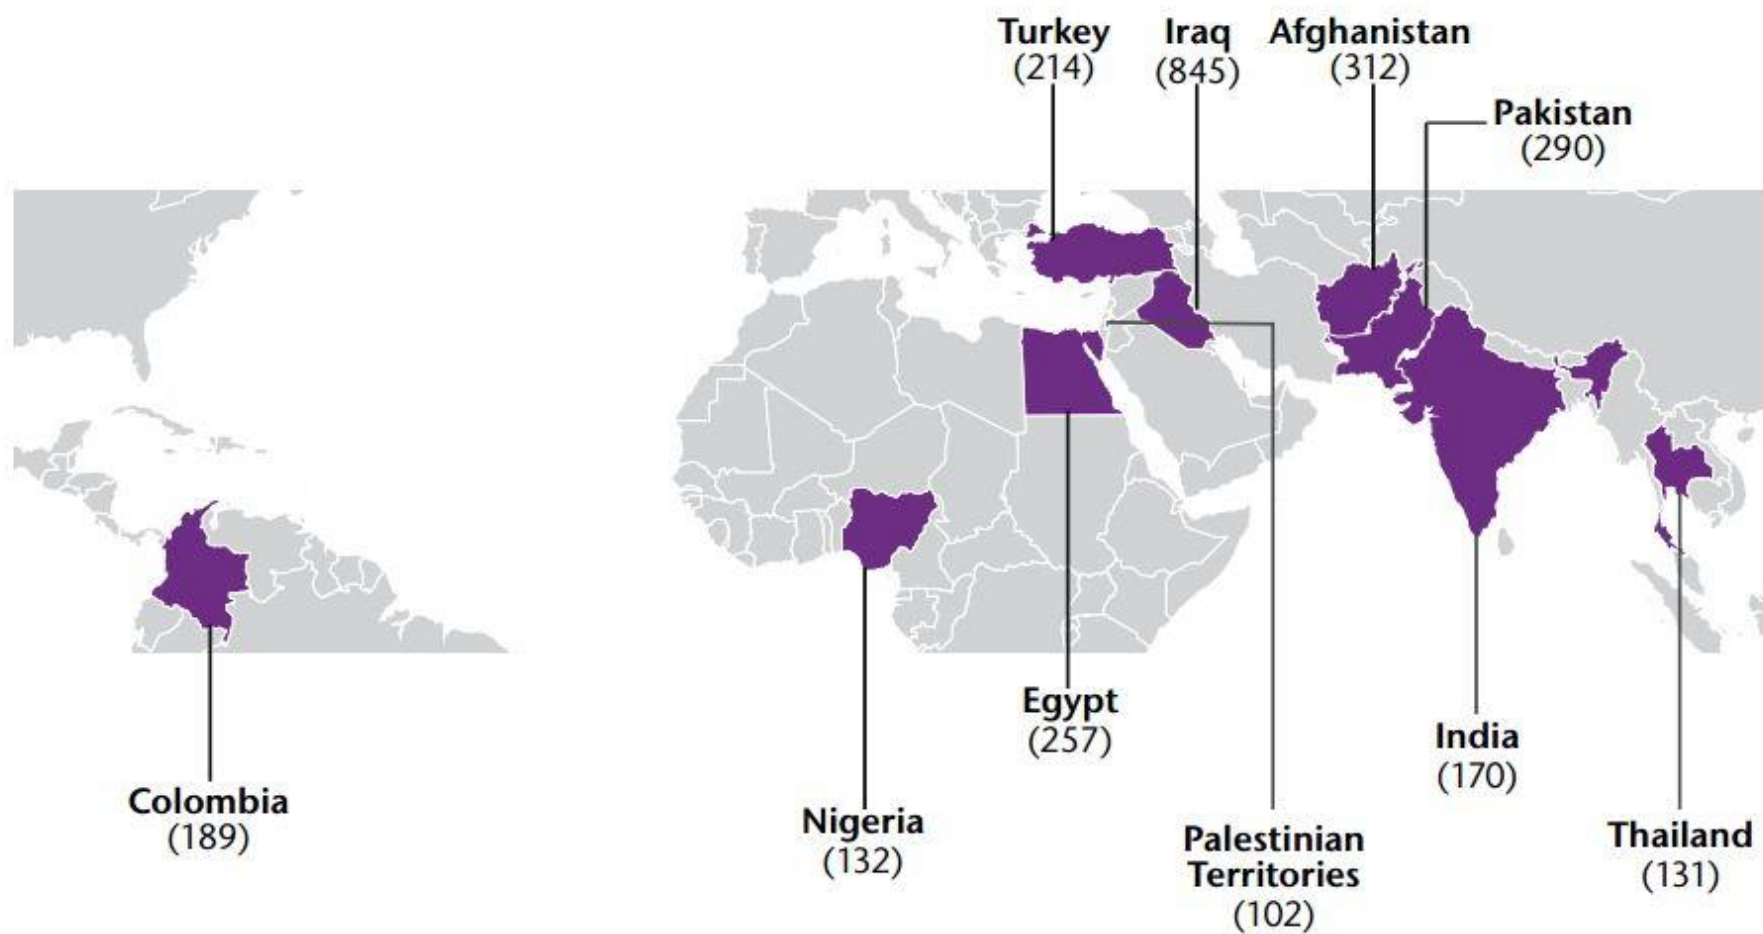 Turkey
(214)
Iraq
(845)
Afghanistan
(312)
Pakistan
(290)
Egypt
(257)
India
(170)
Colombia
(189)
Nigeria
(132)
Palestinian
Territories
(102)
Thailand
(131)